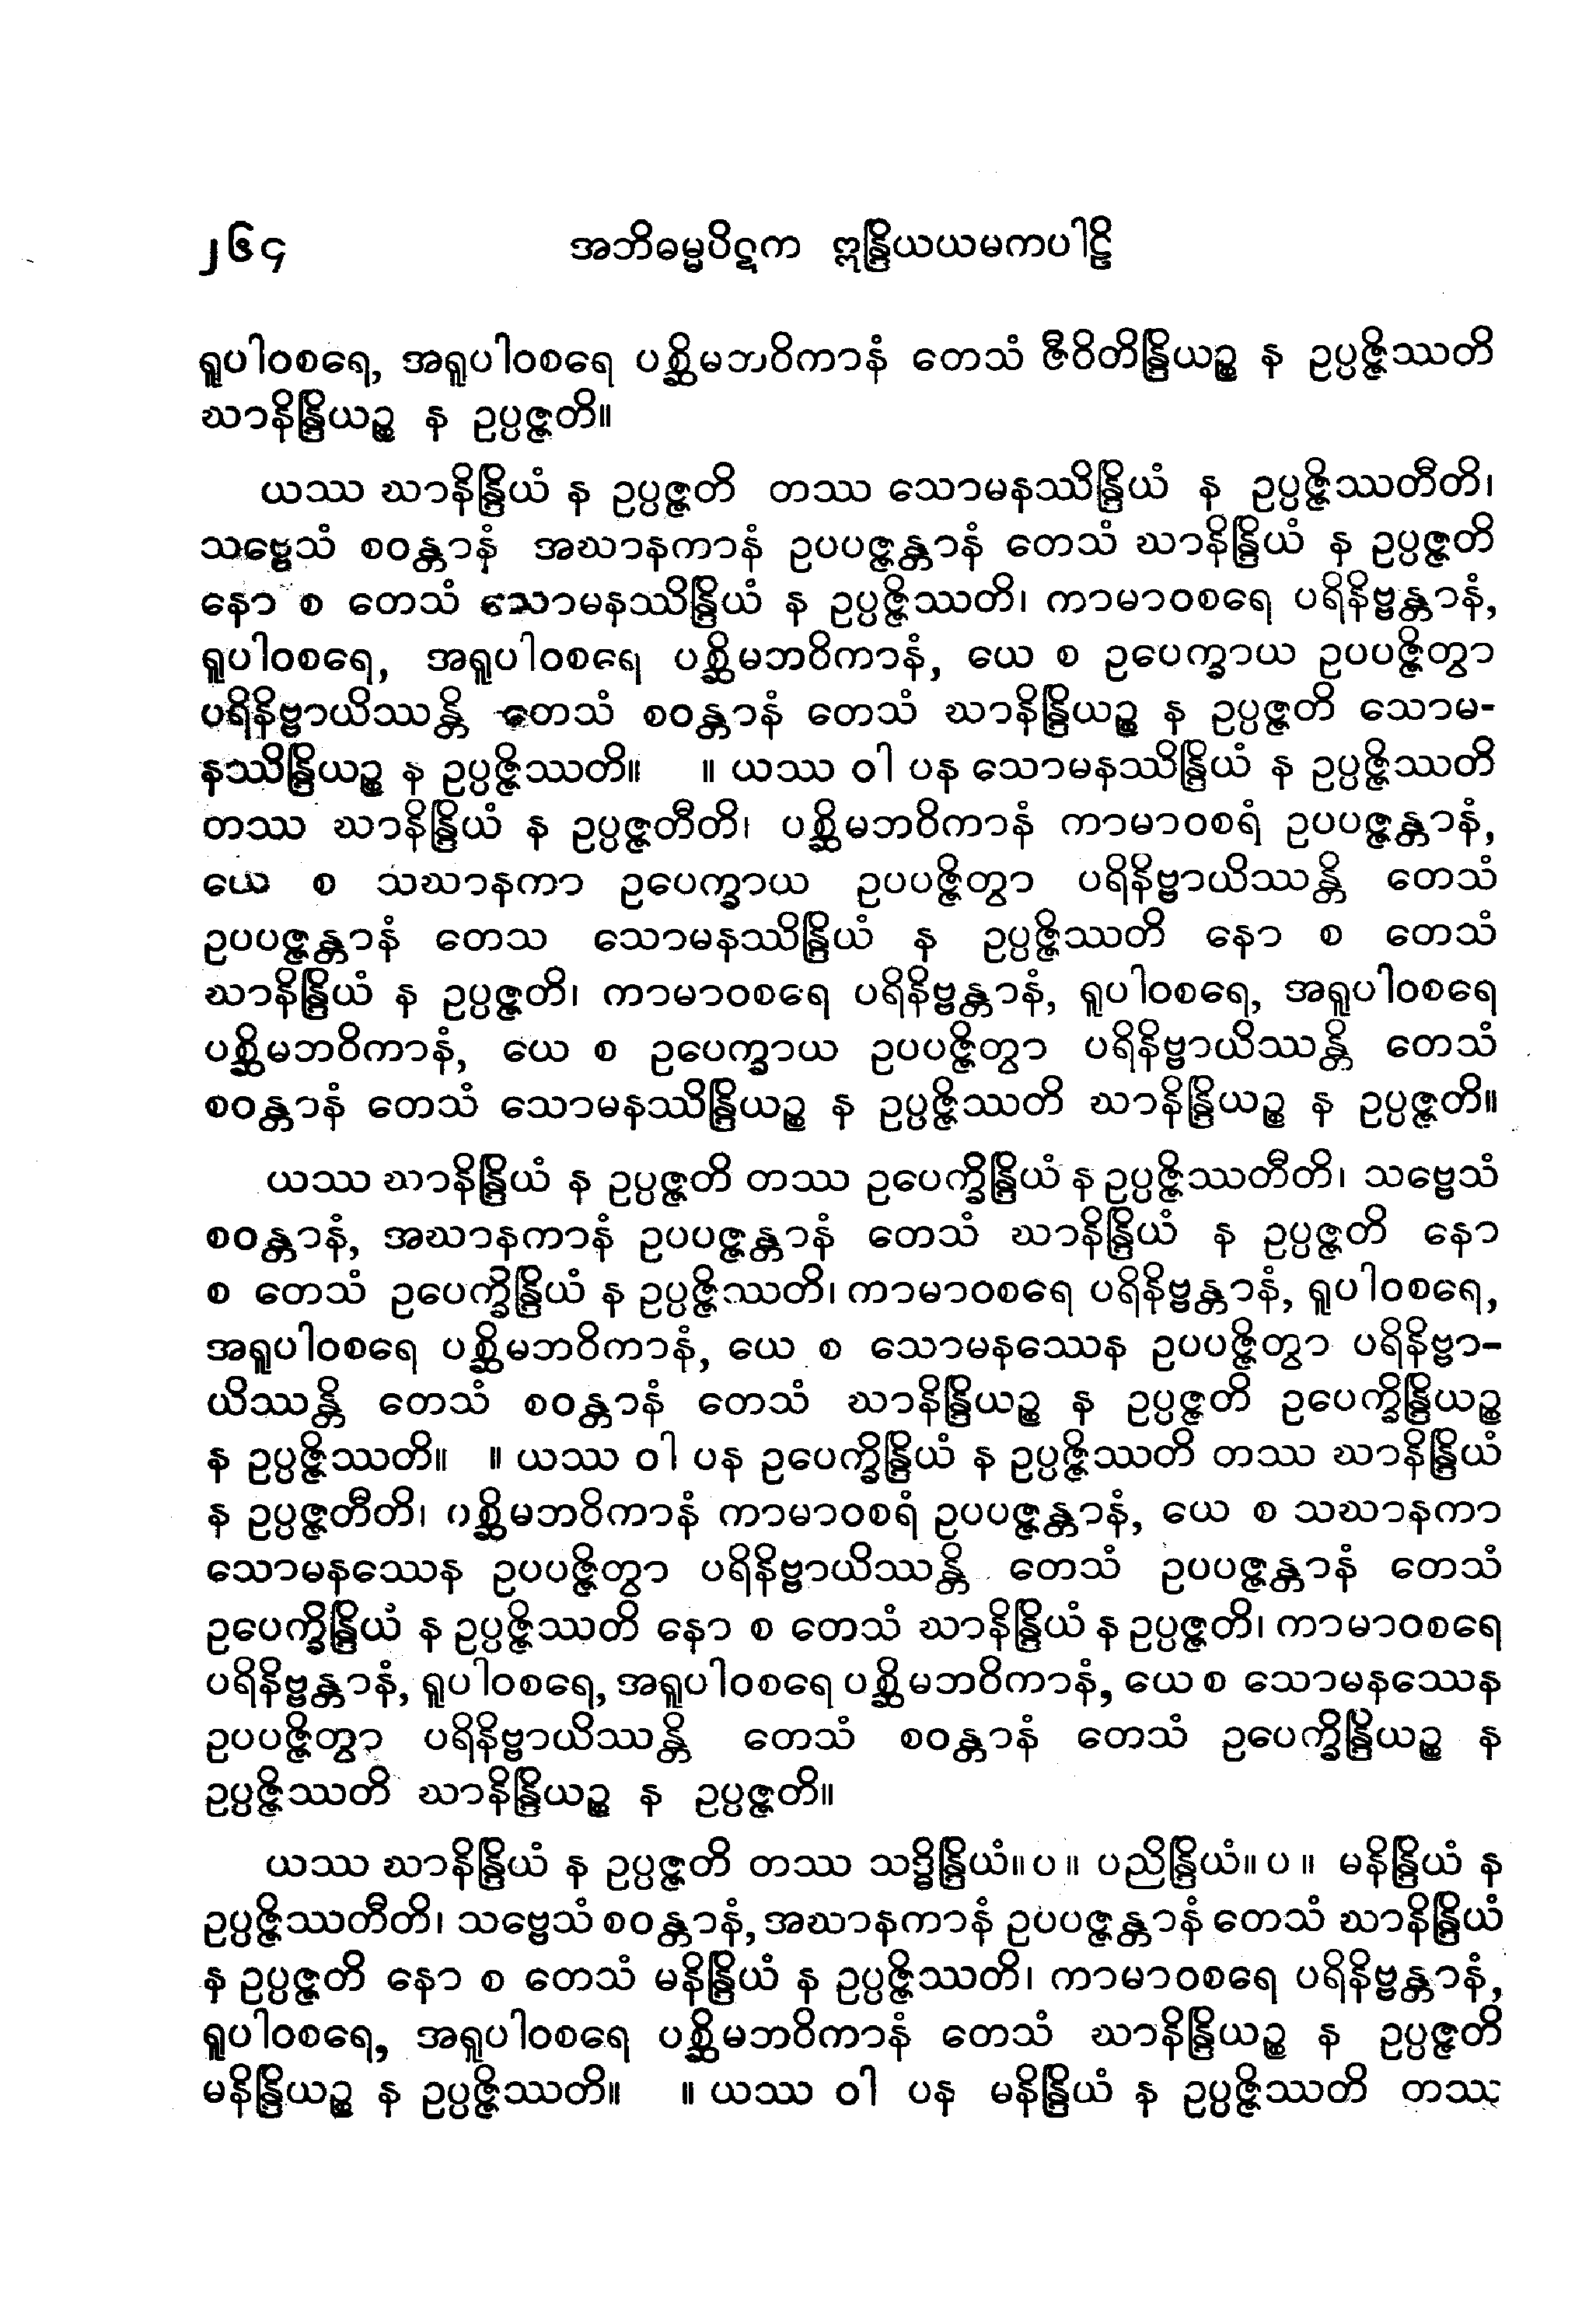 ၂၆၄ အဘိဓမ္မပိဋက ဣန္ဒြိယယမကပါဠိ
ရူပါဝစရေ, အရူပါဝစရေ ပစ္ဆိမဘဝိကာနံ တေသံ ဇီဝိတိန္ဒြိယဉ္စ န ဥပ္ပဇ္ဇိဿတိ
ဃာနိန္ဒြိယဉ္စ န ဥပ္ပဇ္ဇတိ။
ယဿ ဃာနိန္ဒြိယံ န ဥပ္ပဇ္ဇတိ တဿ သောမနဿိန္ဒြိယံ န ဥပ္ပဇ္ဇိဿတီတိ၊
သဗ္ဗေသံ စဝန္တာနံ အဃာနကာနံ ဥပပဇ္ဇန္တာနံ တေသံ ဃာနိန္ဒြိယံ န ဥပ္ပဇ္ဇတိ
နော စ တေသံ သောမနဿိန္ဒြိယံ န ဥပ္ပဇ္ဇိဿတိ၊ ကာမာဝစရေ ပရိနိဗ္ဗန္တာနံ,
ရူပါဝစရေ, အရူပါဝစရေ ပစ္ဆိမဘဝိကာနံ, ယေ စ ဥပေက္ခာယ ဥပပဇ္ဇိတွာ
ပရိနိဗ္ဗာယိဿန္တိ တေသံ စဝန္တာနံ တေသံ ဃာနိန္ဒြိယဉ္စ န ဥပ္ပဇ္ဇတိ သောမ-
နဿိန္ဒြိယဉ္စ န ဥပ္ပဇ္ဇိဿတိ။ ။ ယဿ ဝါ ပန သောမနဿိန္ဒြိယံ န ဥပ္ပဇ္ဇိဿတိ
တဿ ဃာနိန္ဒြိယံ န ဥပ္ပဇ္ဇတီတိ၊ ပစ္ဆိမဘဝိကာနံ ကာမာဝစရံ ဥပပဇ္ဇန္တာနံ,
ယေ စ သဃာနကာ ဥပေက္ခာယ ဥပပဇ္ဇိတွာ ပရိနိဗ္ဗာယိဿန္တိ တေသံ
ဥပပဇ္ဇန္တာနံ တေသ သောမနဿိန္ဒြိယံ န ဥပ္ပဇ္ဇိဿတိ နော စ တေသံ
ဃာနိန္ဒြိယံ န ဥပ္ပဇ္ဇတိ၊ ကာမာဝစရေ ပရိနိဗ္ဗန္တာနံ, ရူပါဝစရေ, အရူပါဝစရေ
ပစ္ဆိမဘဝိကာနံ, ယေ စ ဥပေက္ခာယ ဥပပဇ္ဇိတွာ ပရိနိဗ္ဗာယိဿန္တိ တေသံ
စဝန္တာနံ တေသံ သောမနဿိန္ဒြိယဉ္စ န ဥပ္ပဇ္ဇိဿတိ ဃာနိန္ဒြိယဉ္စ န ဥပ္ပဇ္ဇတိ။
ယဿ ဃာနိန္ဒြိယံ န ဥပ္ပဇ္ဇတိ တဿ ဥပေက္ခိန္ဒြိယံ န ဥပ္ပဇ္ဇိဿတီတိ၊ သဗ္ဗေသံ
စဝန္တာနံ, အဃာနကာနံ ဥပပဇ္ဇန္တာနံ တေသံ ဃာနိန္ဒြိယံ န ဥပ္ပဇ္ဇတိ နော
စ တေသံ ဥပေက္ခိန္ဒြိယံ န ဥပ္ပဇ္ဇိဿတိ၊ ကာမာဝစရေ ပရိနိဗ္ဗန္တာနံ, ရူပါဝစရေ,
အရူပါဝစရေ ပစ္ဆိမဘဝိကာနံ, ယေ စ သောမနဿေန ဥပပဇ္ဇိတွာ ပရိနိဗ္ဗာ-
ယိဿန္တိ တေသံ စဝန္တာနံ တေသံ ဃာနိန္ဒြိယဉ္စ န ဥပ္ပဇ္ဇတိ ဥပေက္ခိန္ဒြိယဉ္စ
န ဥပ္ပဇ္ဇိဿတိ။ ။ ယဿ ဝါ ပန ဥပေက္ခိန္ဒြိယံ န ဥပ္ပဇ္ဇိဿတိ တဿ ဃာနိန္ဒြိယံ
န ဥပ္ပဇ္ဇတီတိ၊ ပစ္ဆိမဘဝိကာနံ ကာမာဝစရံ ဥပပဇ္ဇန္တာနံ, ယေ စ သဃာနကာ
သောမနဿေန ဥပပဇ္ဇိတွာ ပရိနိဗ္ဗာယိဿန္တိ တေသံ ဥပပဇ္ဇန္တာနံ တေသံ
ဥပေက္ခိန္ဒြိယံ န ဥပ္ပဇ္ဇိဿတိ နော စ တေသံ ဃာနိန္ဒြိယံ န ဥပ္ပဇ္ဇတိ၊ ကာမာဝစရေ
ပရိနိဗ္ဗန္တာနံ, ရူပါဝစရေ, အရူပါဝစရေ ပစ္ဆိမဘဝိကာနံ, ယေ စ သောမနဿေန
ဥပပဇ္ဇိတွာ ပရိနိဗ္ဗာယိဿန္တိ တေသံ စဝန္တာနံ တေသံ ဥပေက္ခိန္ဒြိယဉ္စ န
ဥပ္ပဇ္ဇိဿတိ ဃာနိန္ဒြိယဉ္စ န ဥပ္ပဇ္ဇတိ။
ယဿ ဃာနိန္ဒြိယံ န ဥပ္ပဇ္ဇတိ တဿ သဒ္ဓိန္ဒြိယံ။ ပ ။ ပညိန္ဒြိယံ။ ပ ။ မနိန္ဒြိယံ န
ဥပ္ပဇ္ဇိဿတီတိ၊ သဗ္ဗေသံ စဝန္တာနံ, အဃာနကာနံ ဥပပဇ္ဇန္တာနံ တေသံ ဃာနိန္ဒြိယံ
န ဥပ္ပဇ္ဇတိ နော စ တေသံ မနိန္ဒြိယံ န ဥပ္ပဇ္ဇိဿတိ၊ ကာမာဝစရေ ပရိနိဗ္ဗန္တာနံ,
ရူပါဝစရေ, အရူပါဝစရေ ပစ္ဆိမဘဝိကာနံ တေသံ ဃာနိန္ဒြိယဉ္စ န ဥပ္ပဇ္ဇတိ
မနိန္ဒြိယဉ္စ န ဥပ္ပဇ္ဇိဿတိ။ ။ ယဿ ဝါ ပန မနိန္ဒြိယံ န ဥပ္ပဇ္ဇိဿတိ တဿ